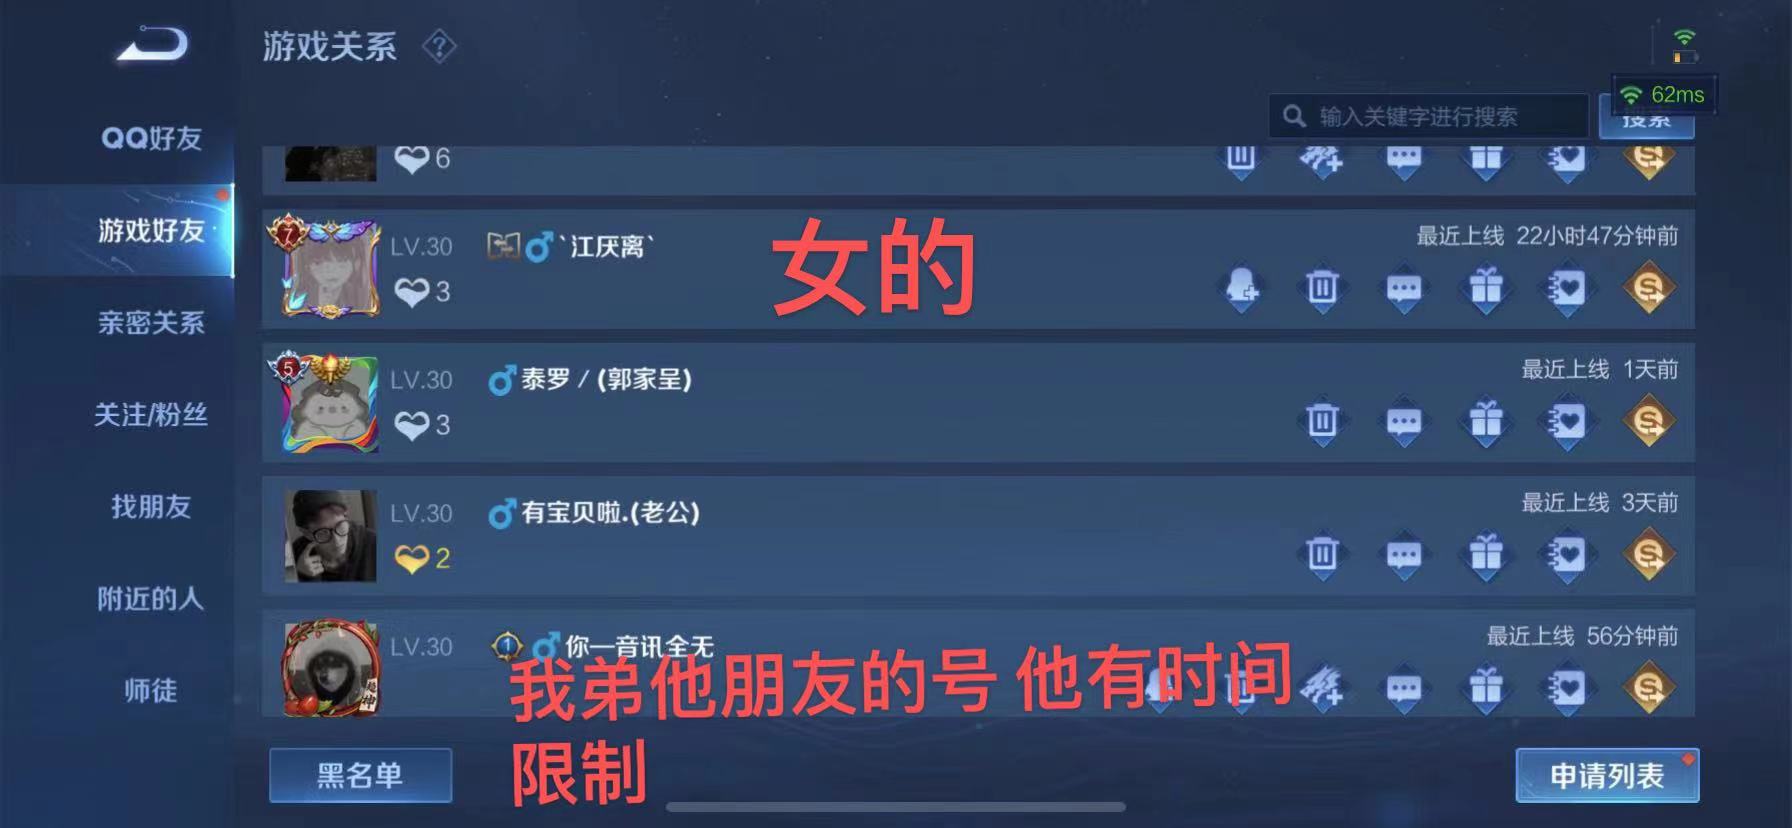 游戏关系 ?
62ms
输入关键字进行搜索 搜索
QQ好友
游戏好友
亲密关系
关注/粉丝
找朋友
附近的人
师徒
6
7 LV.30 `江厌离` 最近上线 22小时47分钟前
3
女的
5 LV.30 泰罗 / (郭家呈) 最近上线 1天前
3
LV.30 有宝贝啦.(老公) 最近上线 3天前
2
LV.30 1 你一音讯全无 最近上线 56分钟前
我弟他朋友的号 他有时间
限制
黑名单 申请列表